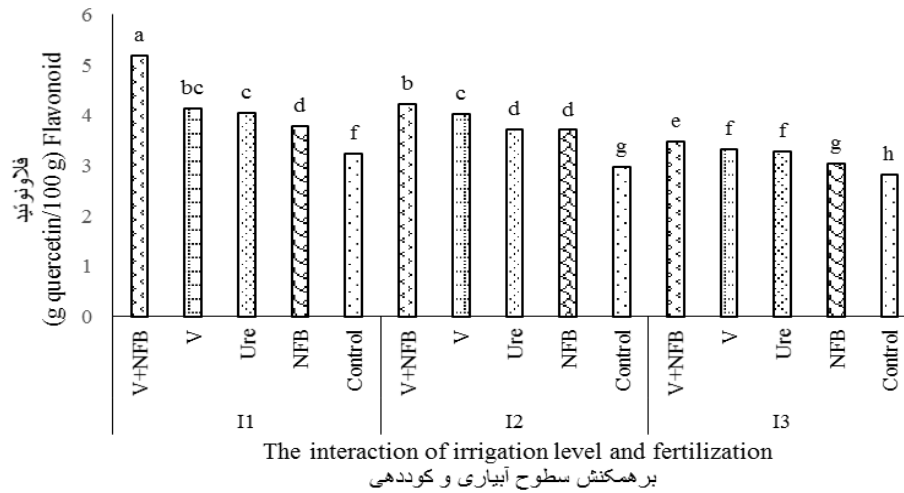 فلاونوئید
(g quercetin/100 g) Flavonoid
6
5
4
3
2
1
0
a
bc
c
d
f
b
c
d
d
g
e
f
f
g
h
V+NFB
V
Ure
NFB
Control
V+NFB
V
Ure
NFB
Control
V+NFB
V
Ure
NFB
Control
I1
I2
I3
The interaction of irrigation level and fertilization
برهمکنش سطوح آبیاری و کوددهی